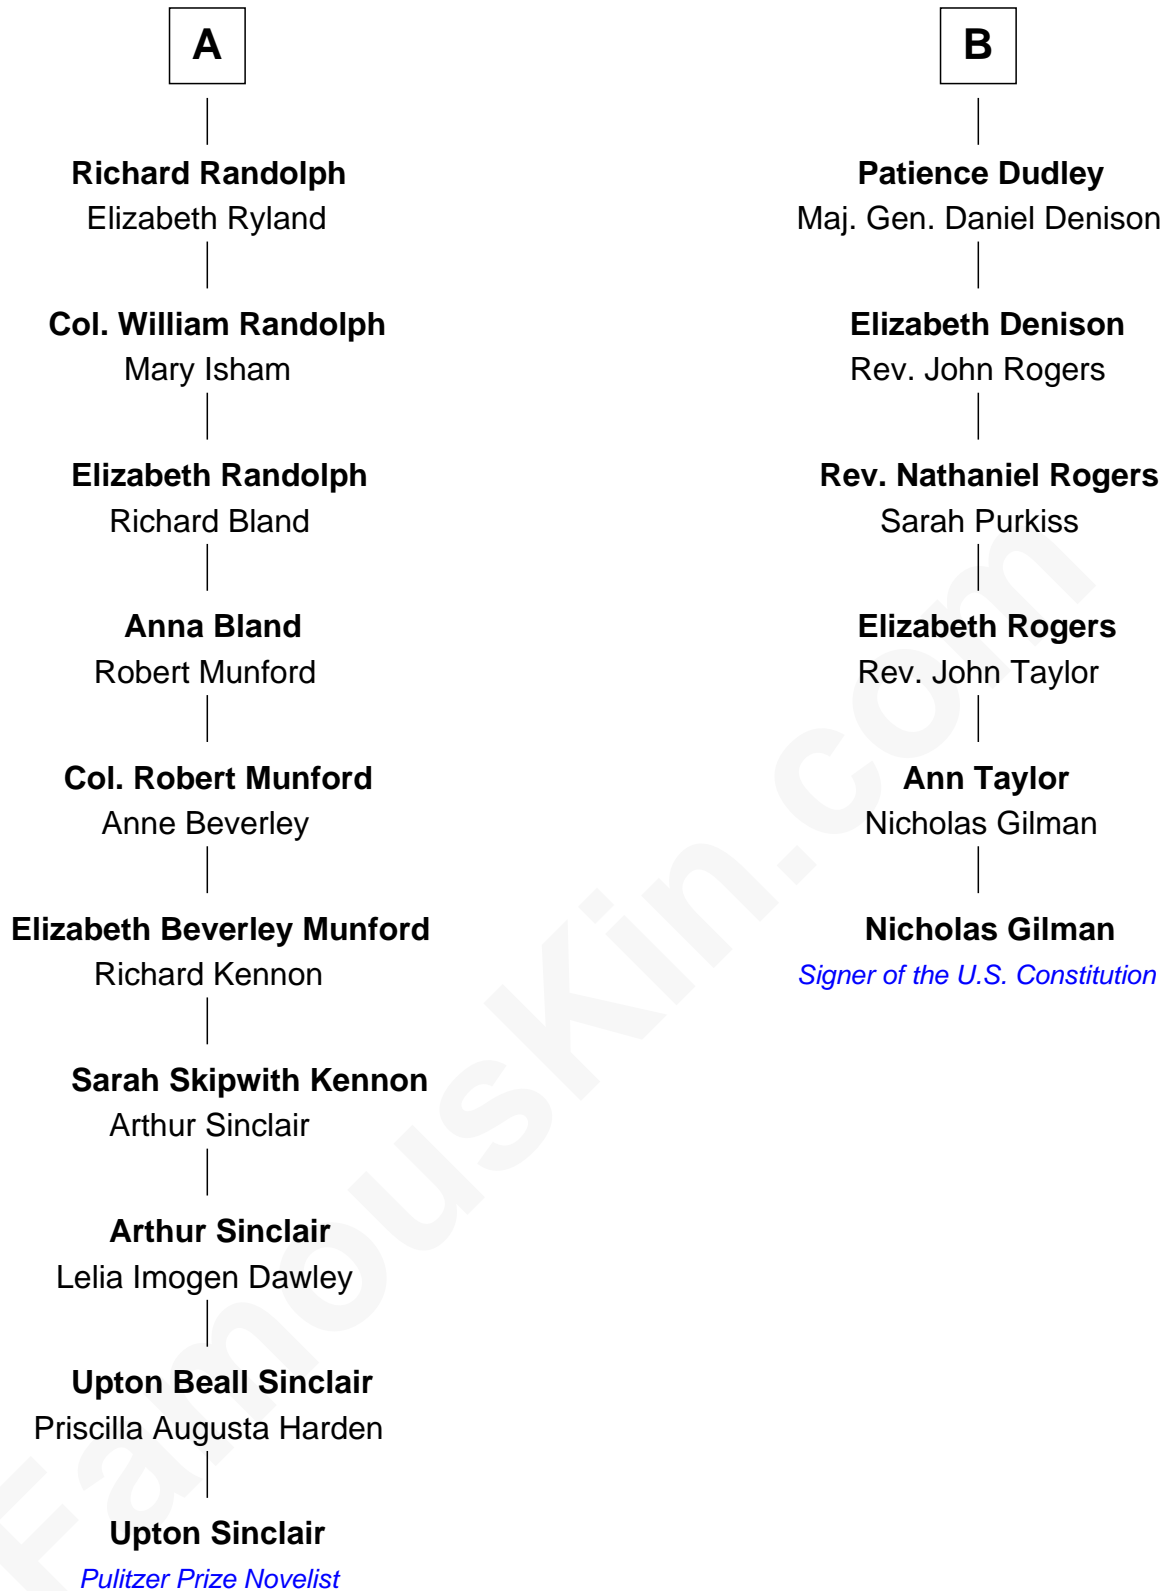 A
Richard Randolph
Elizabeth Ryland
Col. William Randolph
Mary Isham
Elizabeth Randolph
Richard Bland
Anna Bland
Robert Munford
Col. Robert Munford
Anne Beverley
Elizabeth Beverley Munford
Richard Kennon
Sarah Skipwith Kennon
Arthur Sinclair
Arthur Sinclair
Lelia Imogen Dawley
Upton Beall Sinclair
Priscilla Augusta Harden
Upton Sinclair
Pulitzer Prize Novelist
B
Patience Dudley
Maj. Gen. Daniel Denison
Elizabeth Denison
Rev. John Rogers
Rev. Nathaniel Rogers
Sarah Purkiss
Elizabeth Rogers
Rev. John Taylor
Ann Taylor
Nicholas Gilman
Nicholas Gilman
Signer of the U.S. Constitution
FamousKin.com